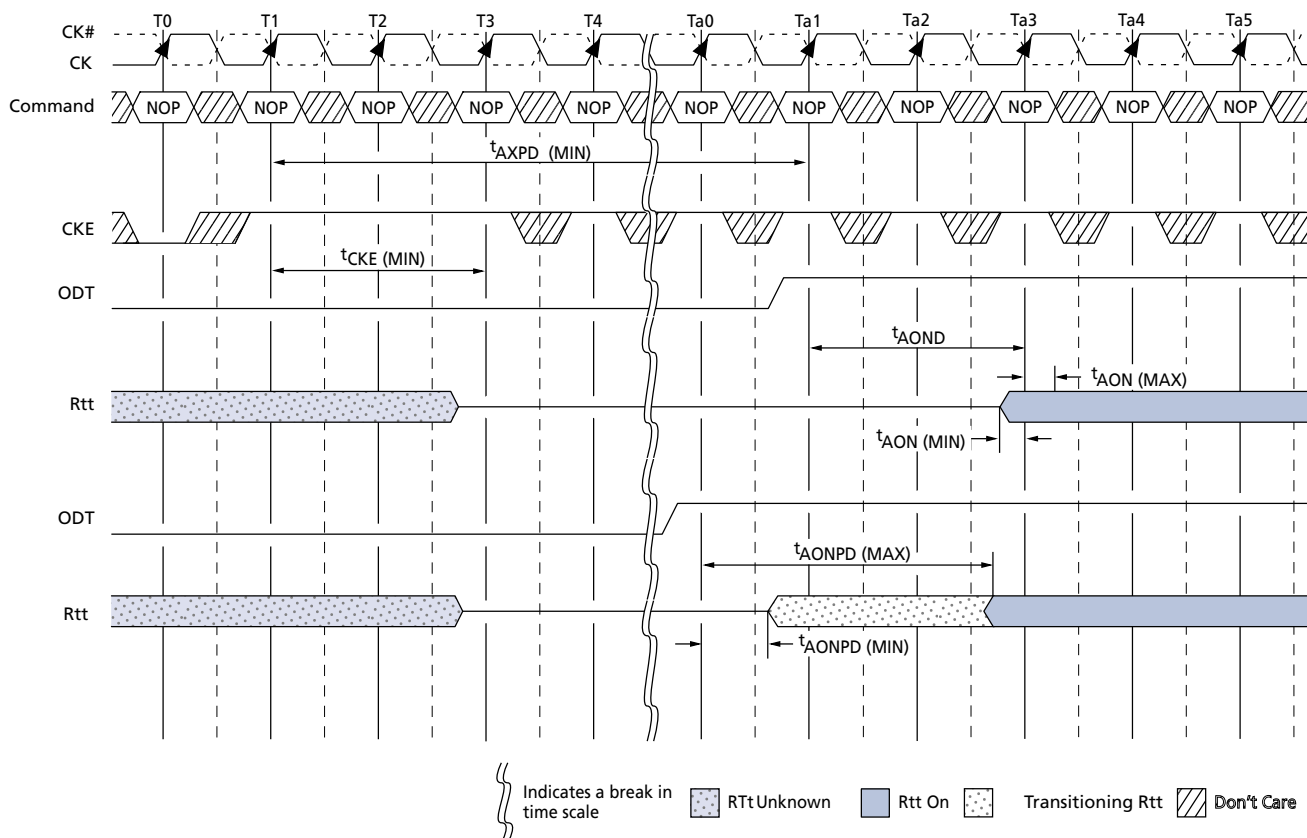 T0 T1 T2 T3 T4 Ta0 Ta1 Ta2 Ta3 Ta4 Ta5
CK#
CK
Command NOP NOP NOP NOP NOP NOP NOP NOP NOP NOP NOP
tAXPD (MIN)
CKE
tCKE (MIN)
ODT
tAOND
tAON (MAX)
Rtt
tAON (MIN)
ODT
tAONPD (MAX)
Rtt
tAONPD (MIN)
Indicates a break in
time scale
RTt Unknown
Rtt On
Transitioning Rtt
Don't Care